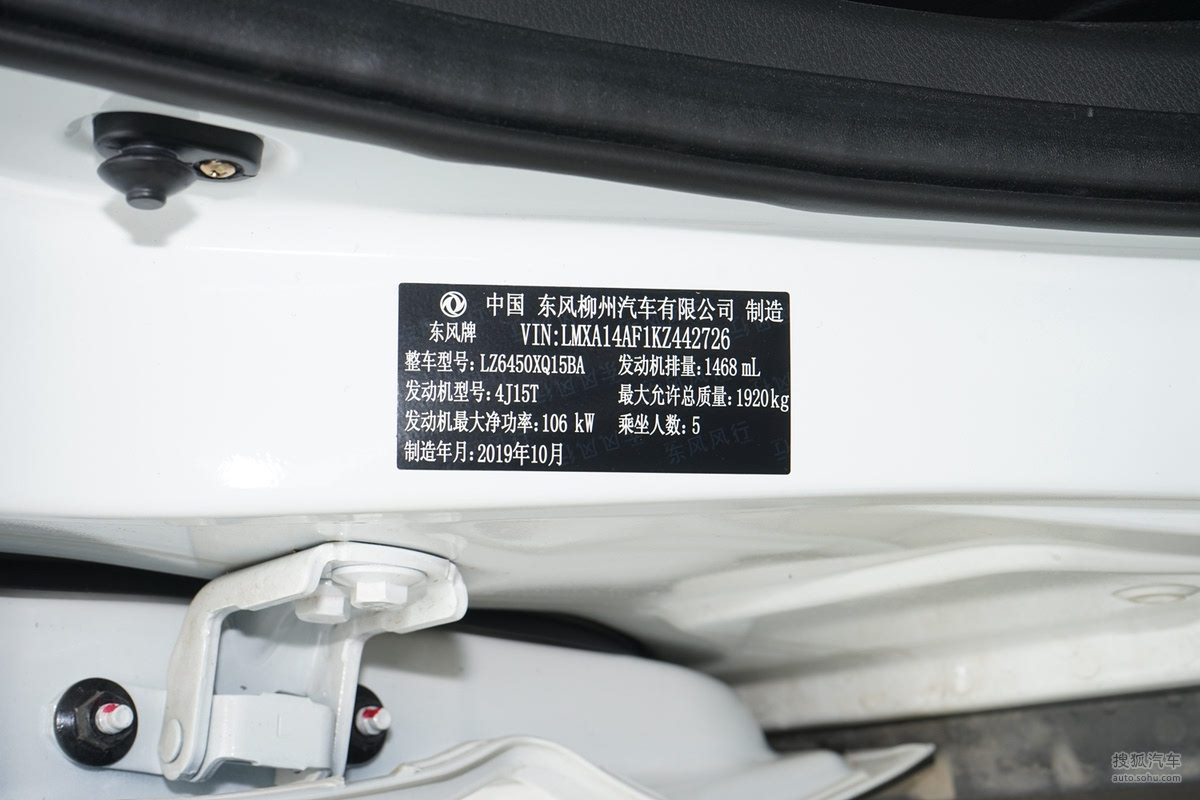 中国 东风柳州汽车有限公司 制造
东风牌 VIN:LMXA14AF1KZ442726
整车型号:LZ6450XQ15BA 发动机排量:1468 mL
发动机型号:4J15T 最大允许总质量:1920kg
发动机最大净功率:106 kW 乘坐人数:5
制造年月:2019年10月
东风风行
搜狐汽车
auto.sohu.com